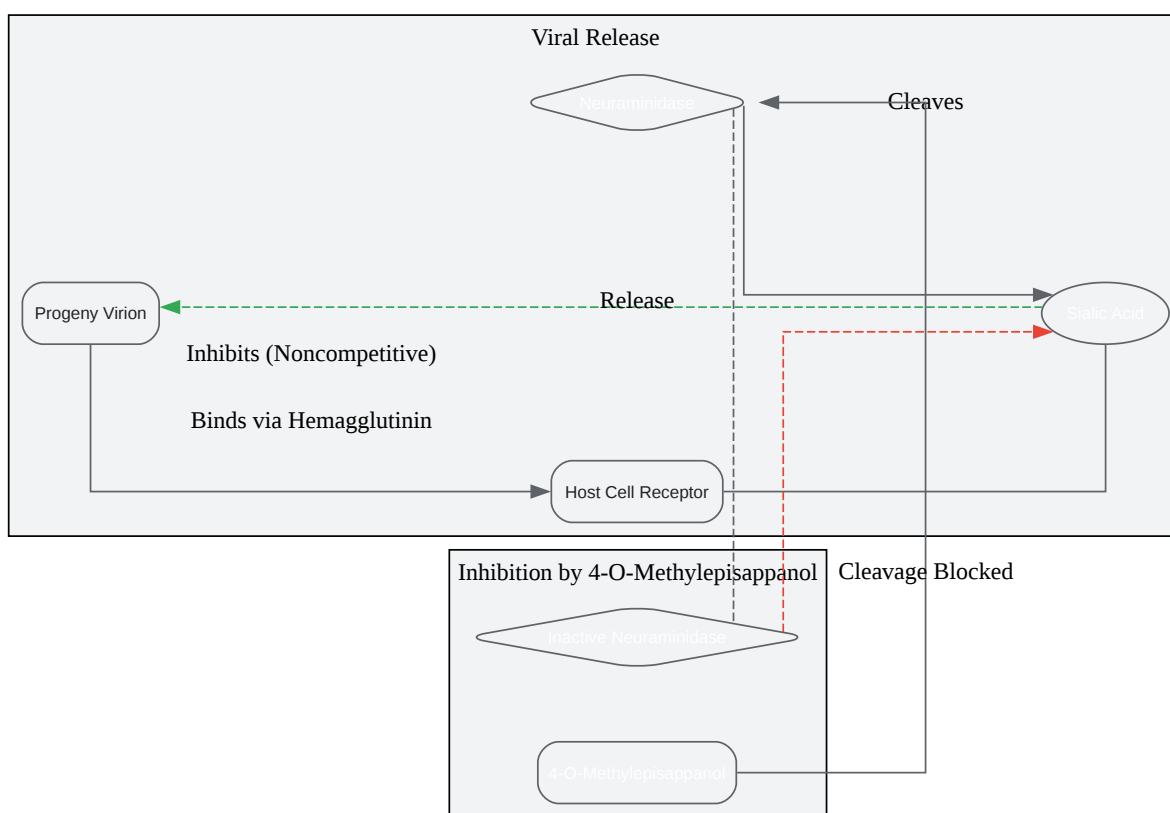 Viral Release
Neuraminidase
Cleaves
Release
Progeny Virion
Sialic Acid
Inhibits (Noncompetitive)
Binds via Hemagglutinin
Host Cell Receptor
Inhibition by 4-O-Methylepisappanol
Cleavage Blocked
Inactive Neuraminidase
4-O-Methylepisappanol